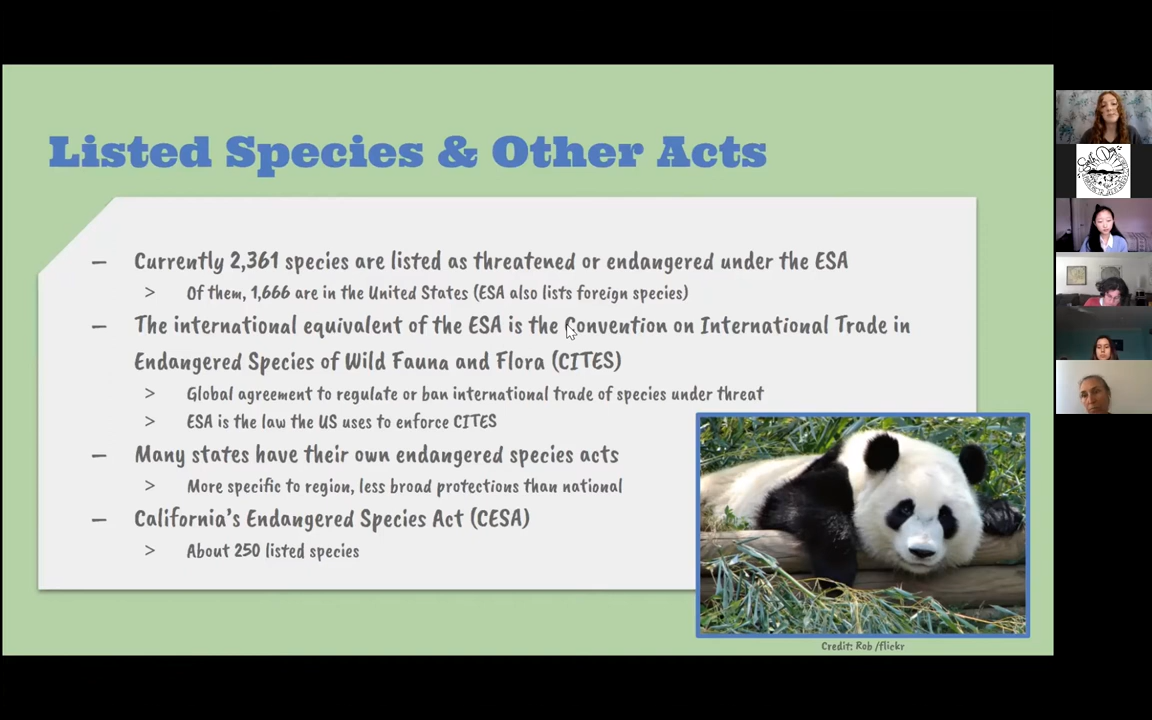 Listed Species & Other Acts
– Currently 2,361 species are listed as threatened or endangered under the ESA
> Of them, 1,666 are in the United States (ESA also lists foreign species)
– The international equivalent of the ESA is the Convention on International Trade in
Endangered Species of Wild Fauna and Flora (CITES)
> Global agreement to regulate or ban international trade of species under threat
> ESA is the law the US uses to enforce CITES
– Many states have their own endangered species acts
> More specific to region, less broad protections than national
– California's Endangered Species Act (CESA)
> About 250 listed species
Credit: Rob /flickr